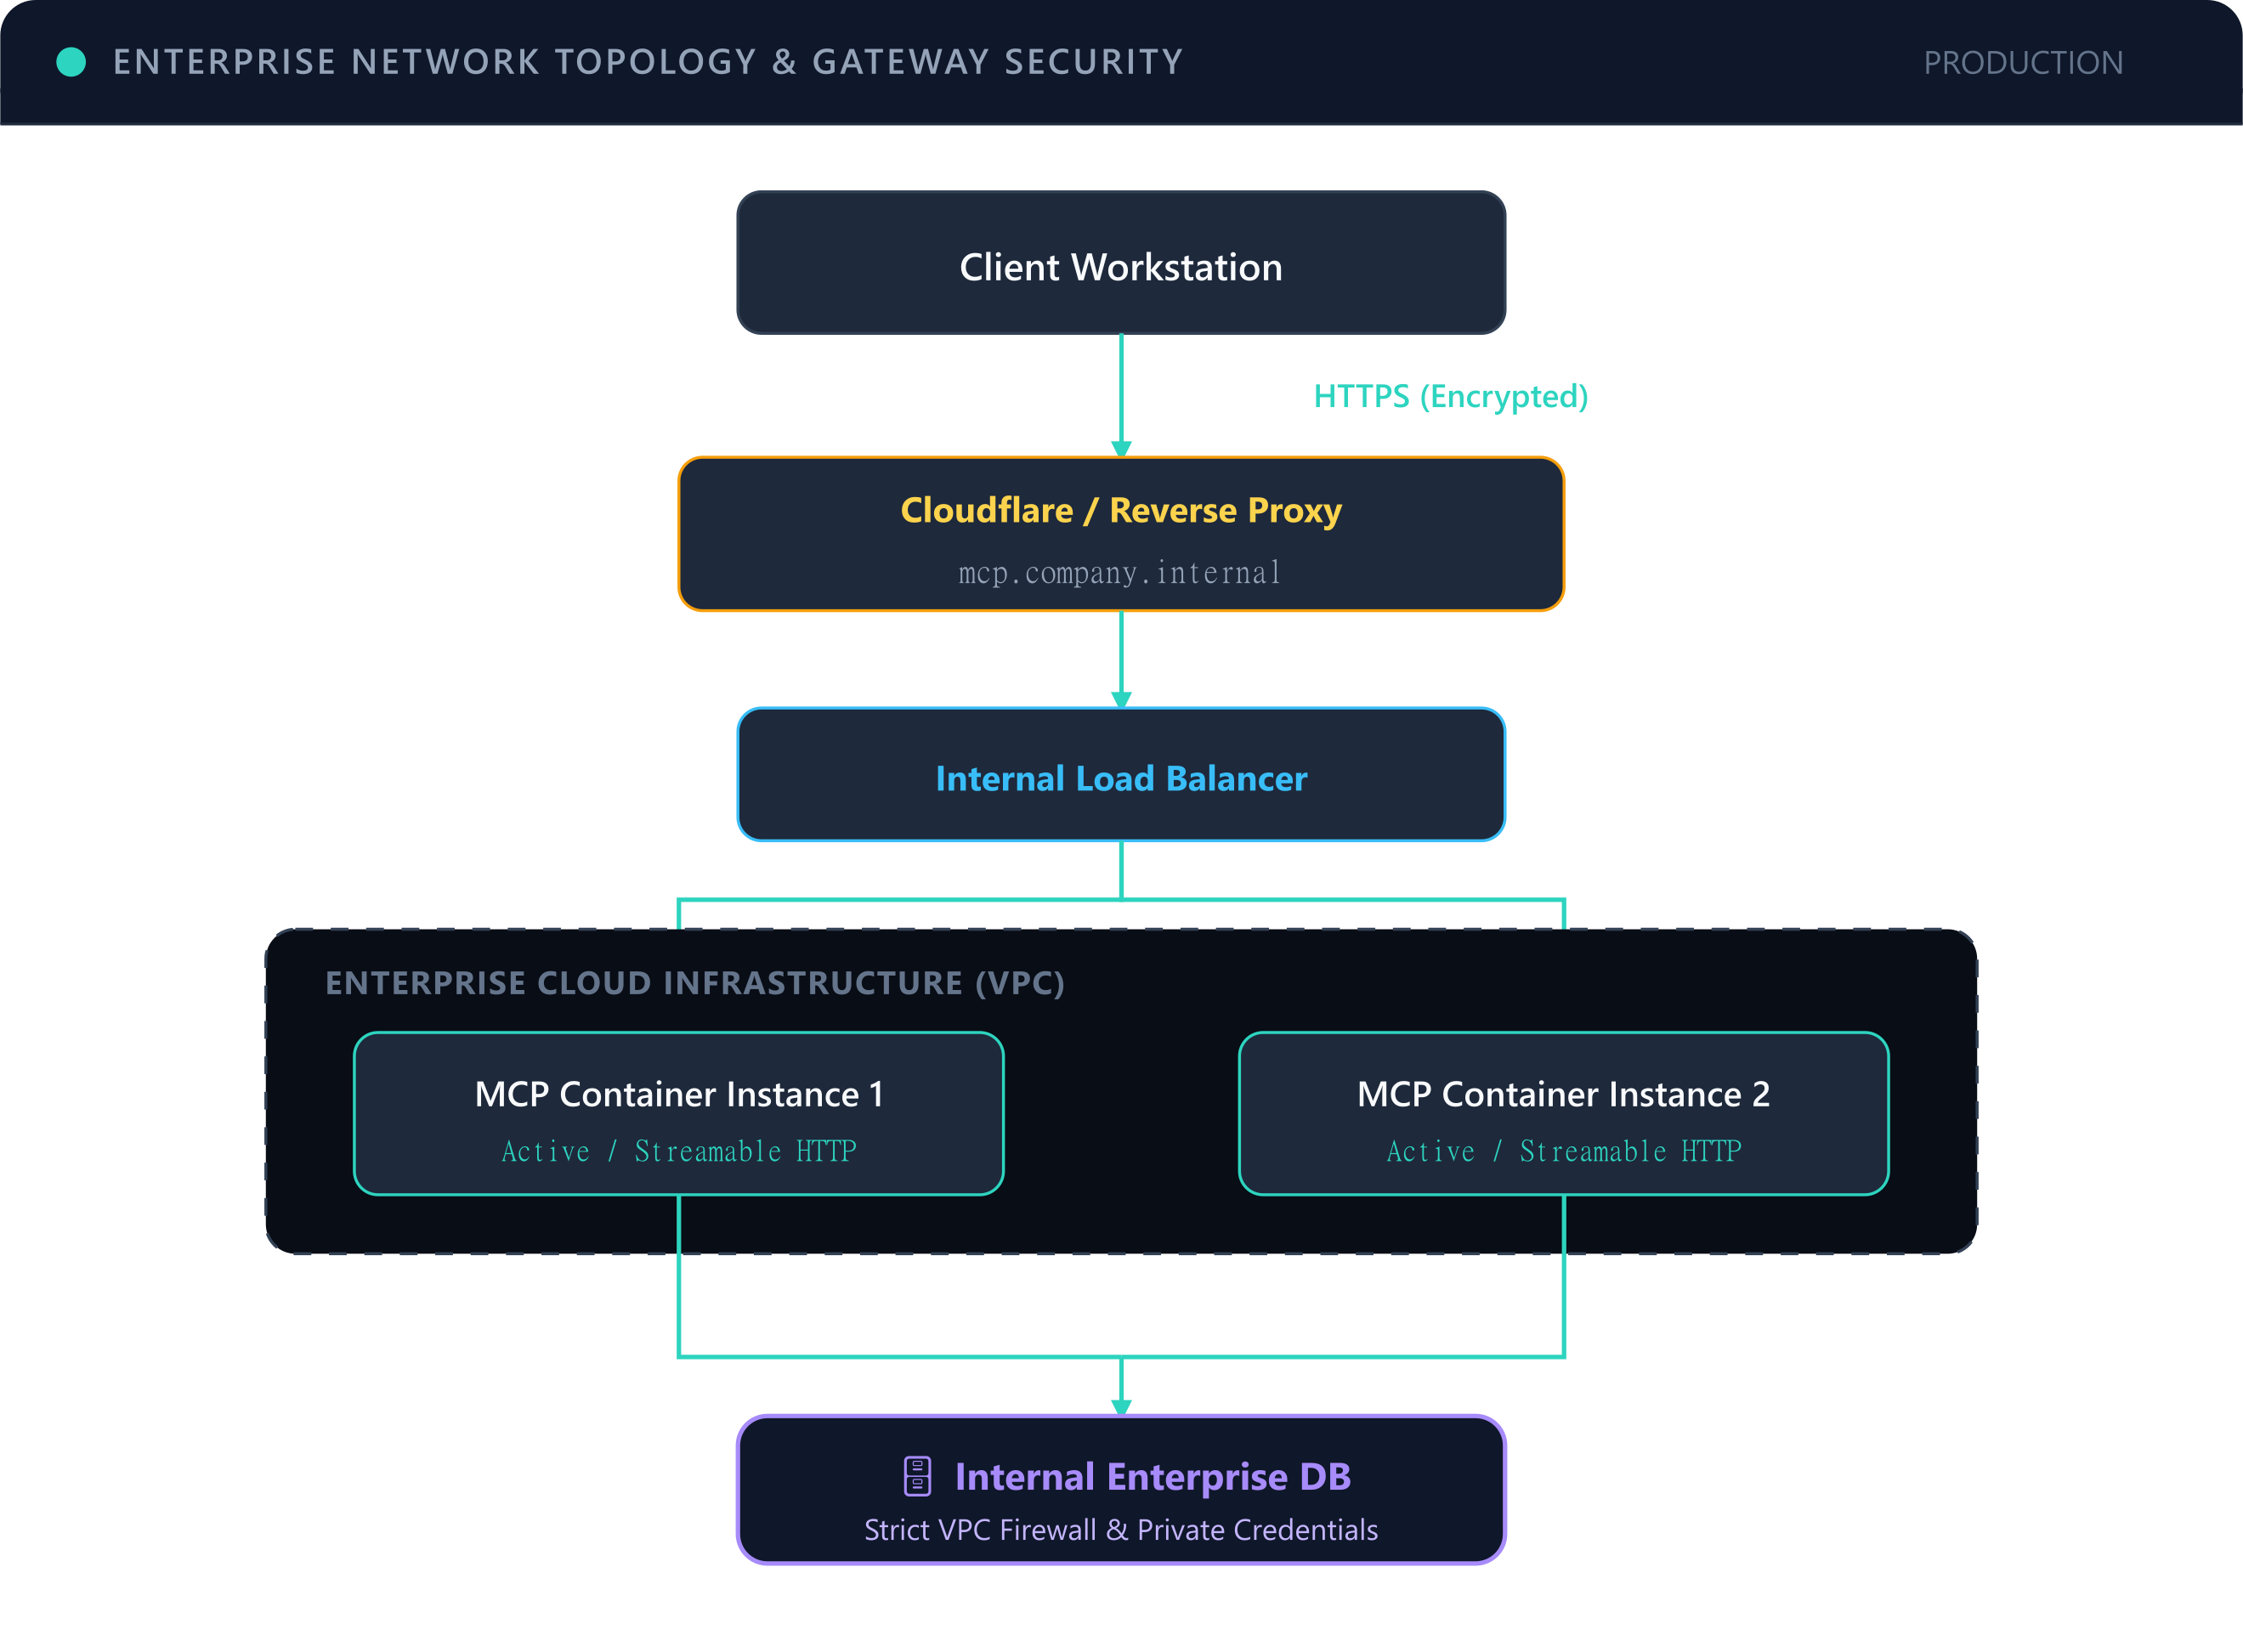 ENTERPRISE NETWORK TOPOLOGY & GATEWAY SECURITY
PRODUCTION
Client Workstation
HTTPS (Encrypted)
Cloudflare / Reverse Proxy
mcp.company.internal
Internal Load Balancer
ENTERPRISE CLOUD INFRASTRUCTURE (VPC)
MCP Container Instance 1
Active / Streamable HTTP
MCP Container Instance 2
Active / Streamable HTTP
Internal Enterprise DB
Strict VPC Firewall & Private Credentials